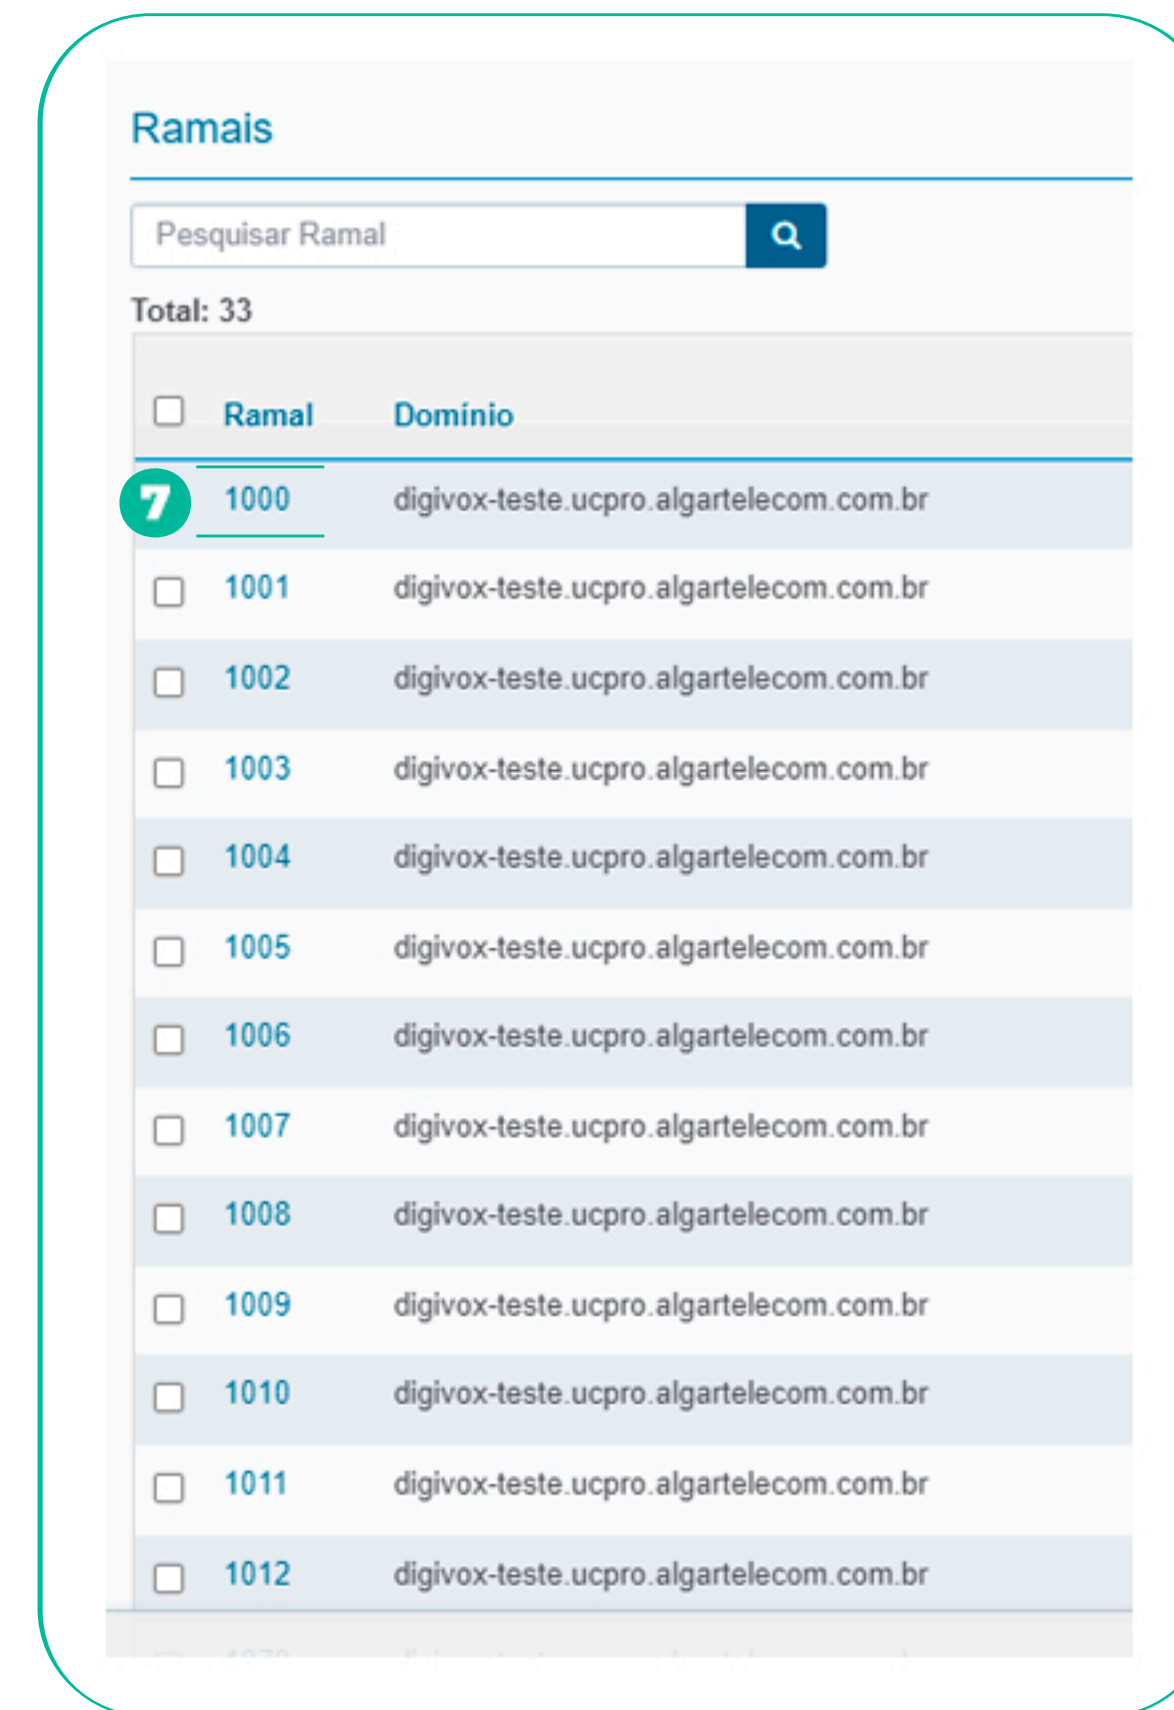 Ramais
Pesquisar Ramal
Total: 33
Ramal Domínio
7 1000 digivox-teste.ucpro.algartelecom.com.br
1001 digivox-teste.ucpro.algartelecom.com.br
1002 digivox-teste.ucpro.algartelecom.com.br
1003 digivox-teste.ucpro.algartelecom.com.br
1004 digivox-teste.ucpro.algartelecom.com.br
1005 digivox-teste.ucpro.algartelecom.com.br
1006 digivox-teste.ucpro.algartelecom.com.br
1007 digivox-teste.ucpro.algartelecom.com.br
1008 digivox-teste.ucpro.algartelecom.com.br
1009 digivox-teste.ucpro.algartelecom.com.br
1010 digivox-teste.ucpro.algartelecom.com.br
1011 digivox-teste.ucpro.algartelecom.com.br
1012 digivox-teste.ucpro.algartelecom.com.br